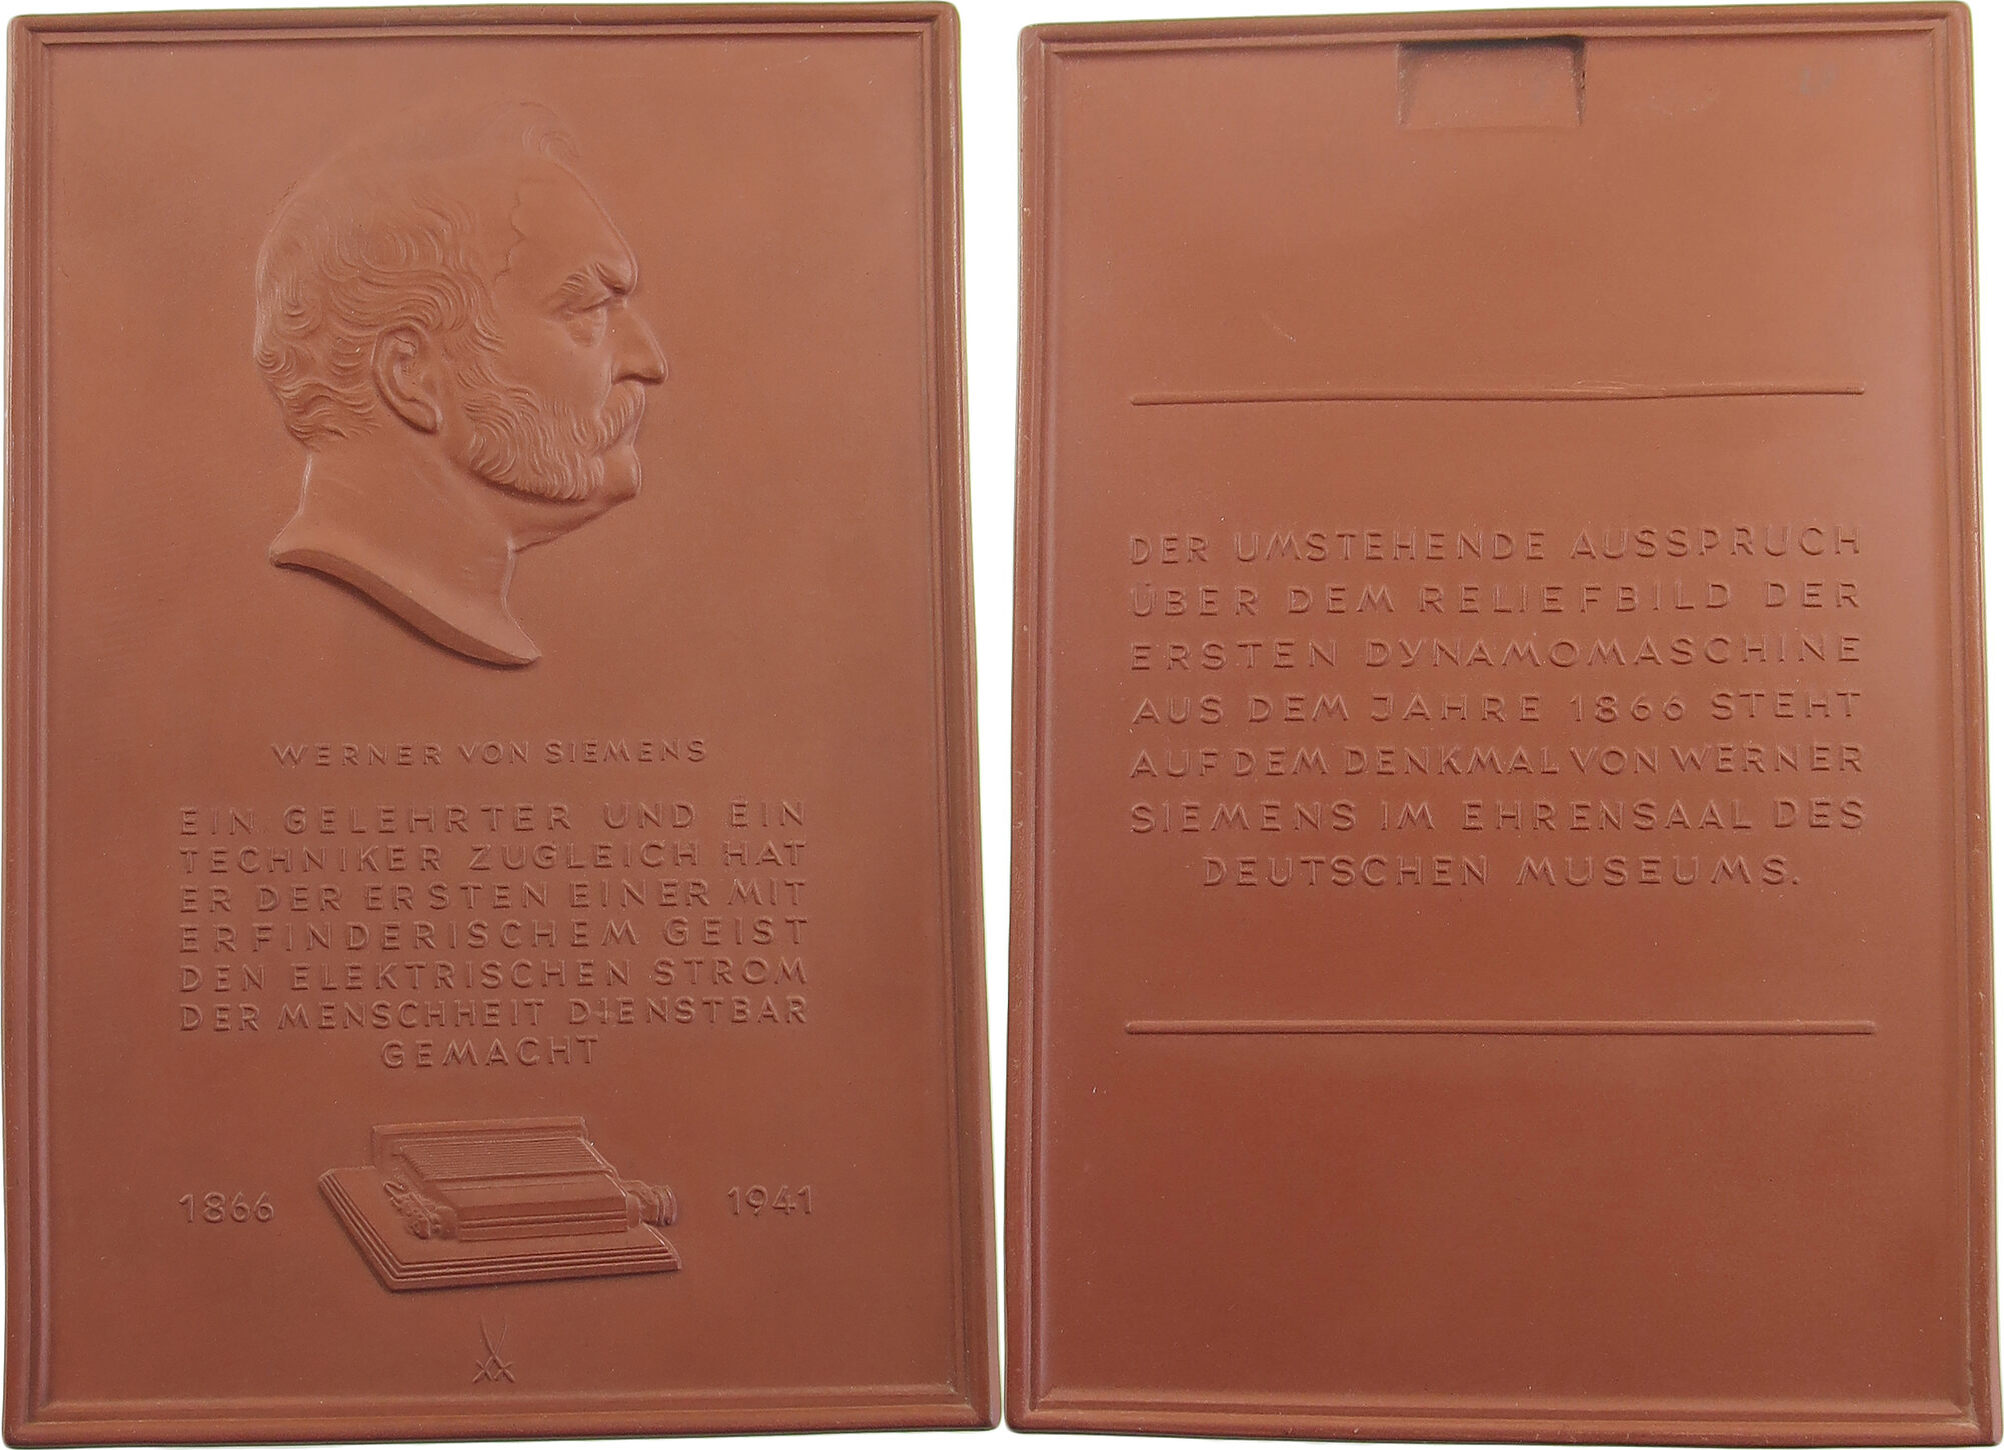 WERNER VON SIEMENS
EIN GELEHRTER UND EIN
TECHNIKER ZUGLEICH HAT
ER DER ERSTEN EINER MIT
ERFINDERISCHEM GEIST
DEN ELEKTRISCHEN STROM
DER MENSCHHEIT DIENSTBAR
GEMACHT
1866 1941
DER UMSTEHENDE AUSSPRUCH
ÜBER DEM RELIEFBILD DER
ERSTEN DYNAMOMASCHINE
AUS DEM JAHRE 1866 STEHT
AUF DEM DENKMAL VON WERNER
SIEMENS IM EHRENSAAL DES
DEUTSCHEN MUSEUMS.